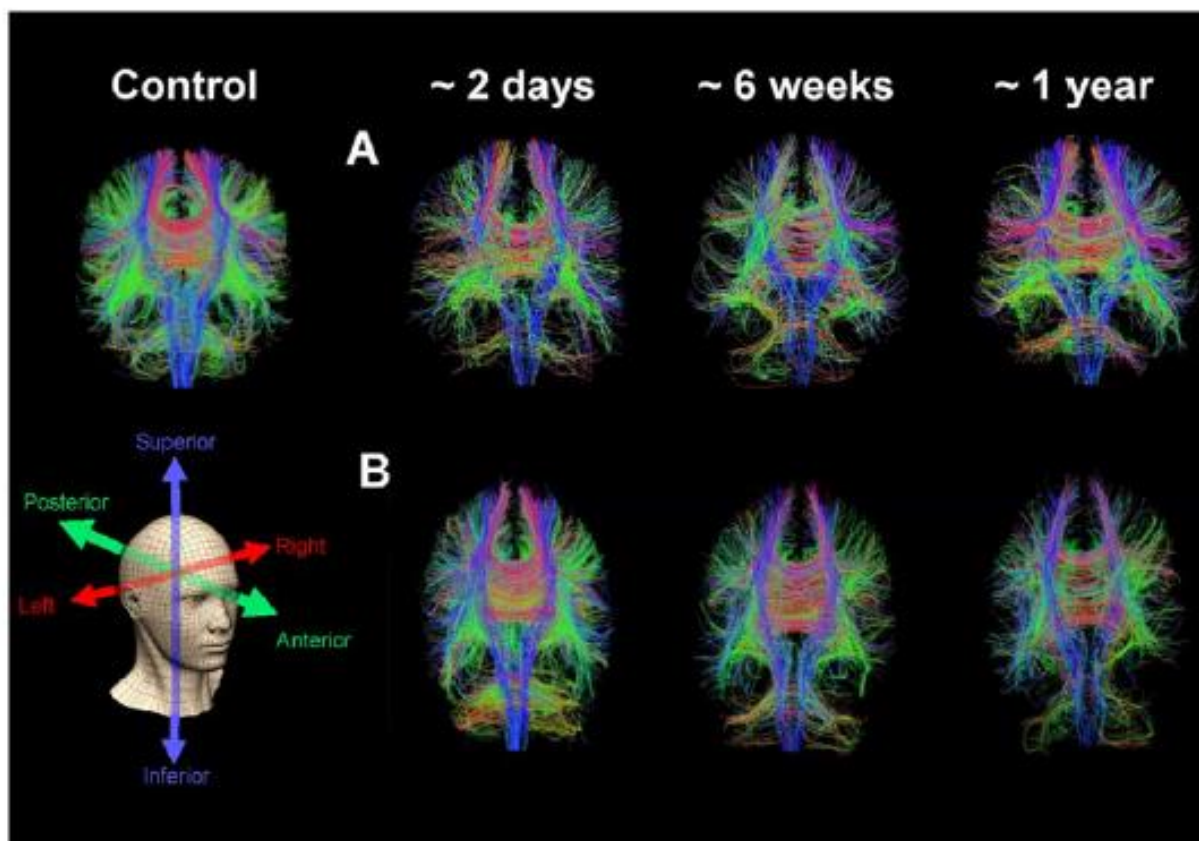 Control
~ 2 days
~ 6 weeks
~ 1 year
A
B
Superior
Posterior
Right
Left
Anterior
Inferior